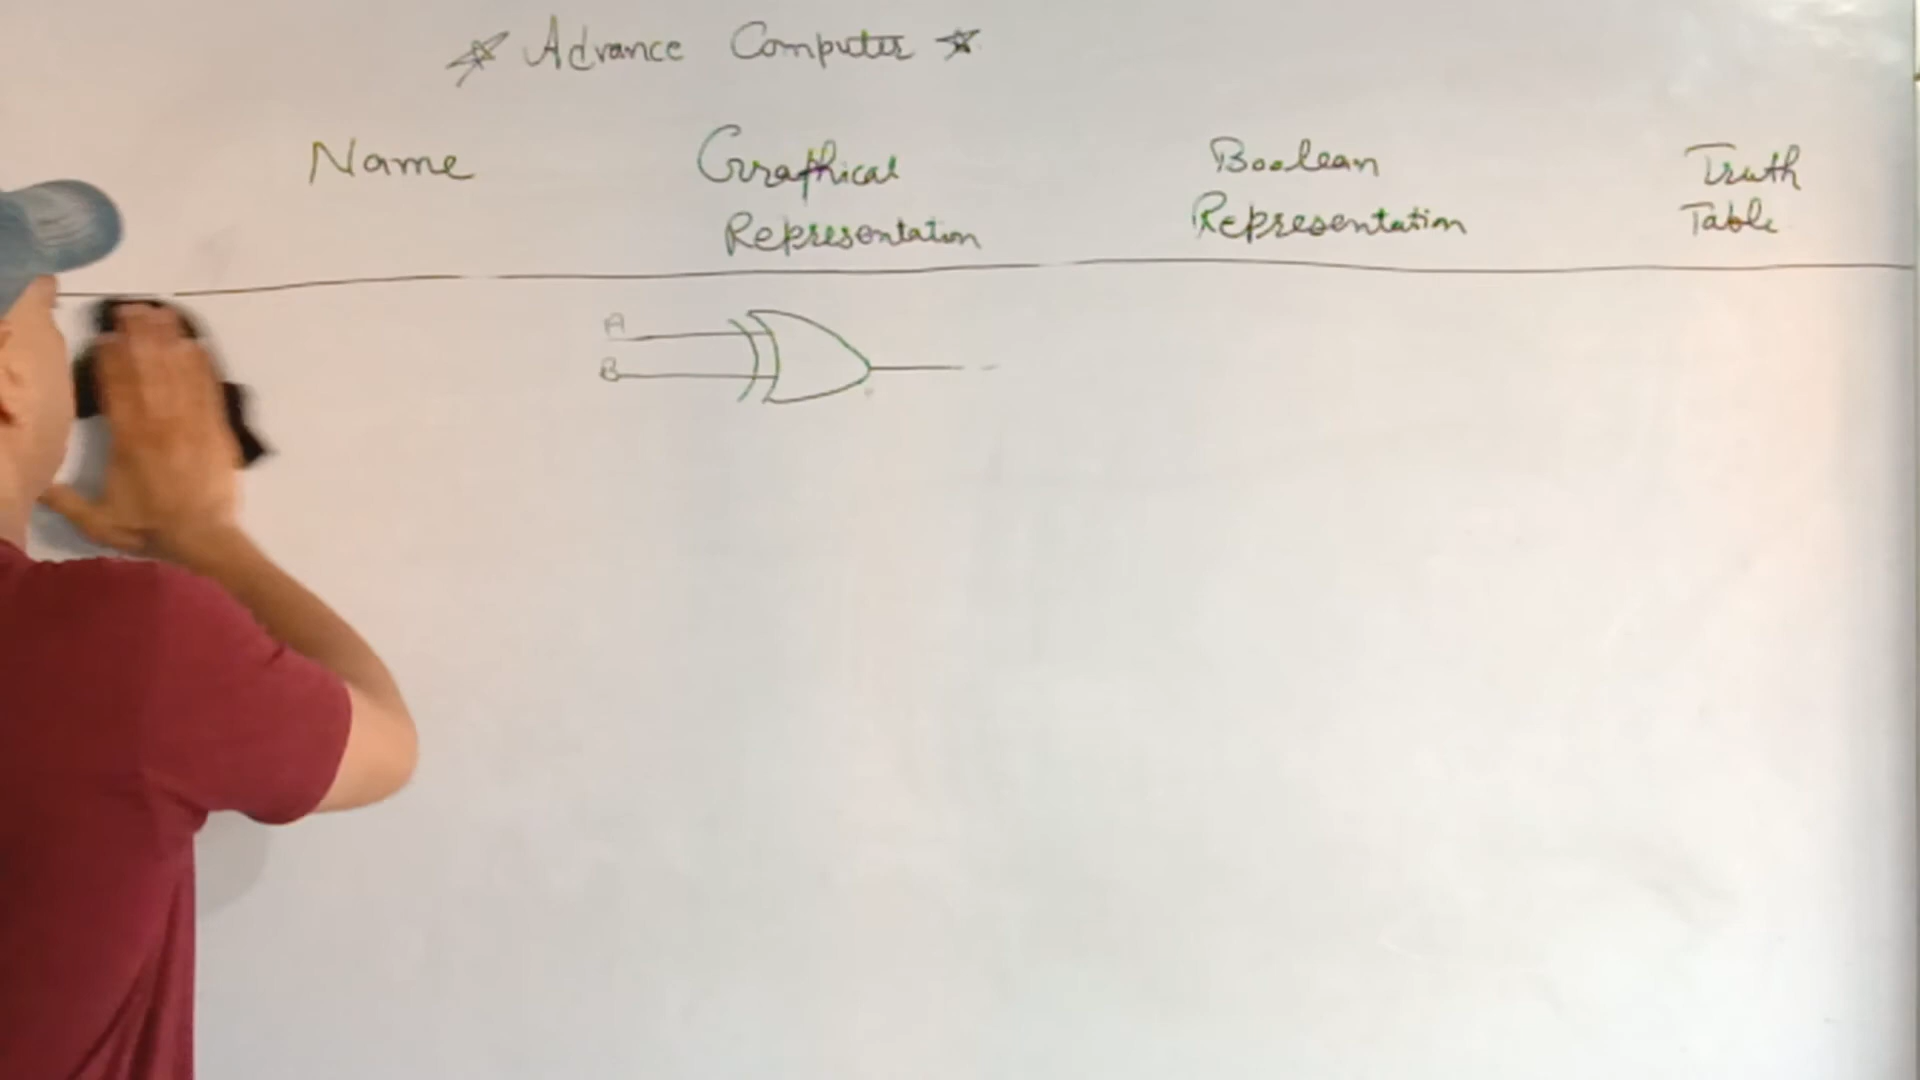 Advance Computer
Name
Graphical
Representation
Boolean
Representation
Truth
Table
A
B